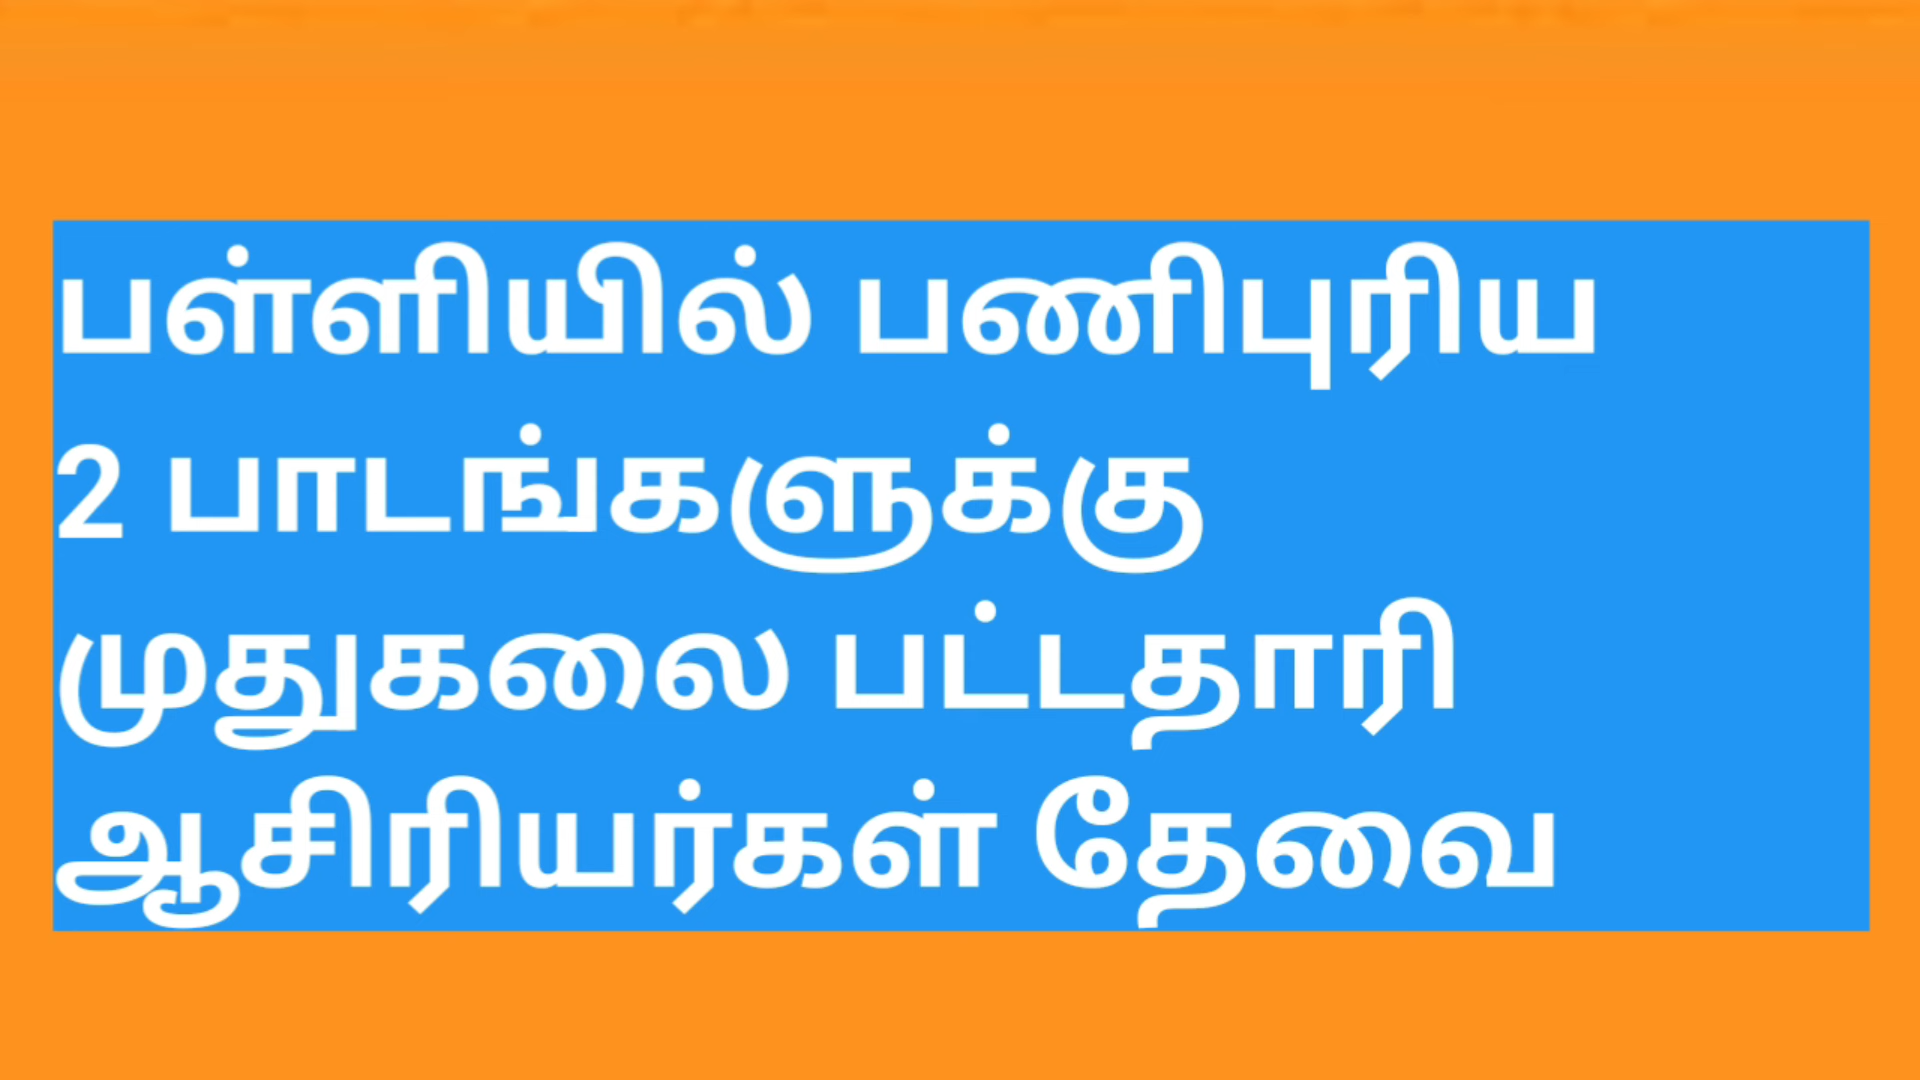 பள்ளியில் பணிபுரிய
2 பாடங்களுக்கு
முதுகலை பட்டதாரி
ஆசிரியர்கள் தேவை